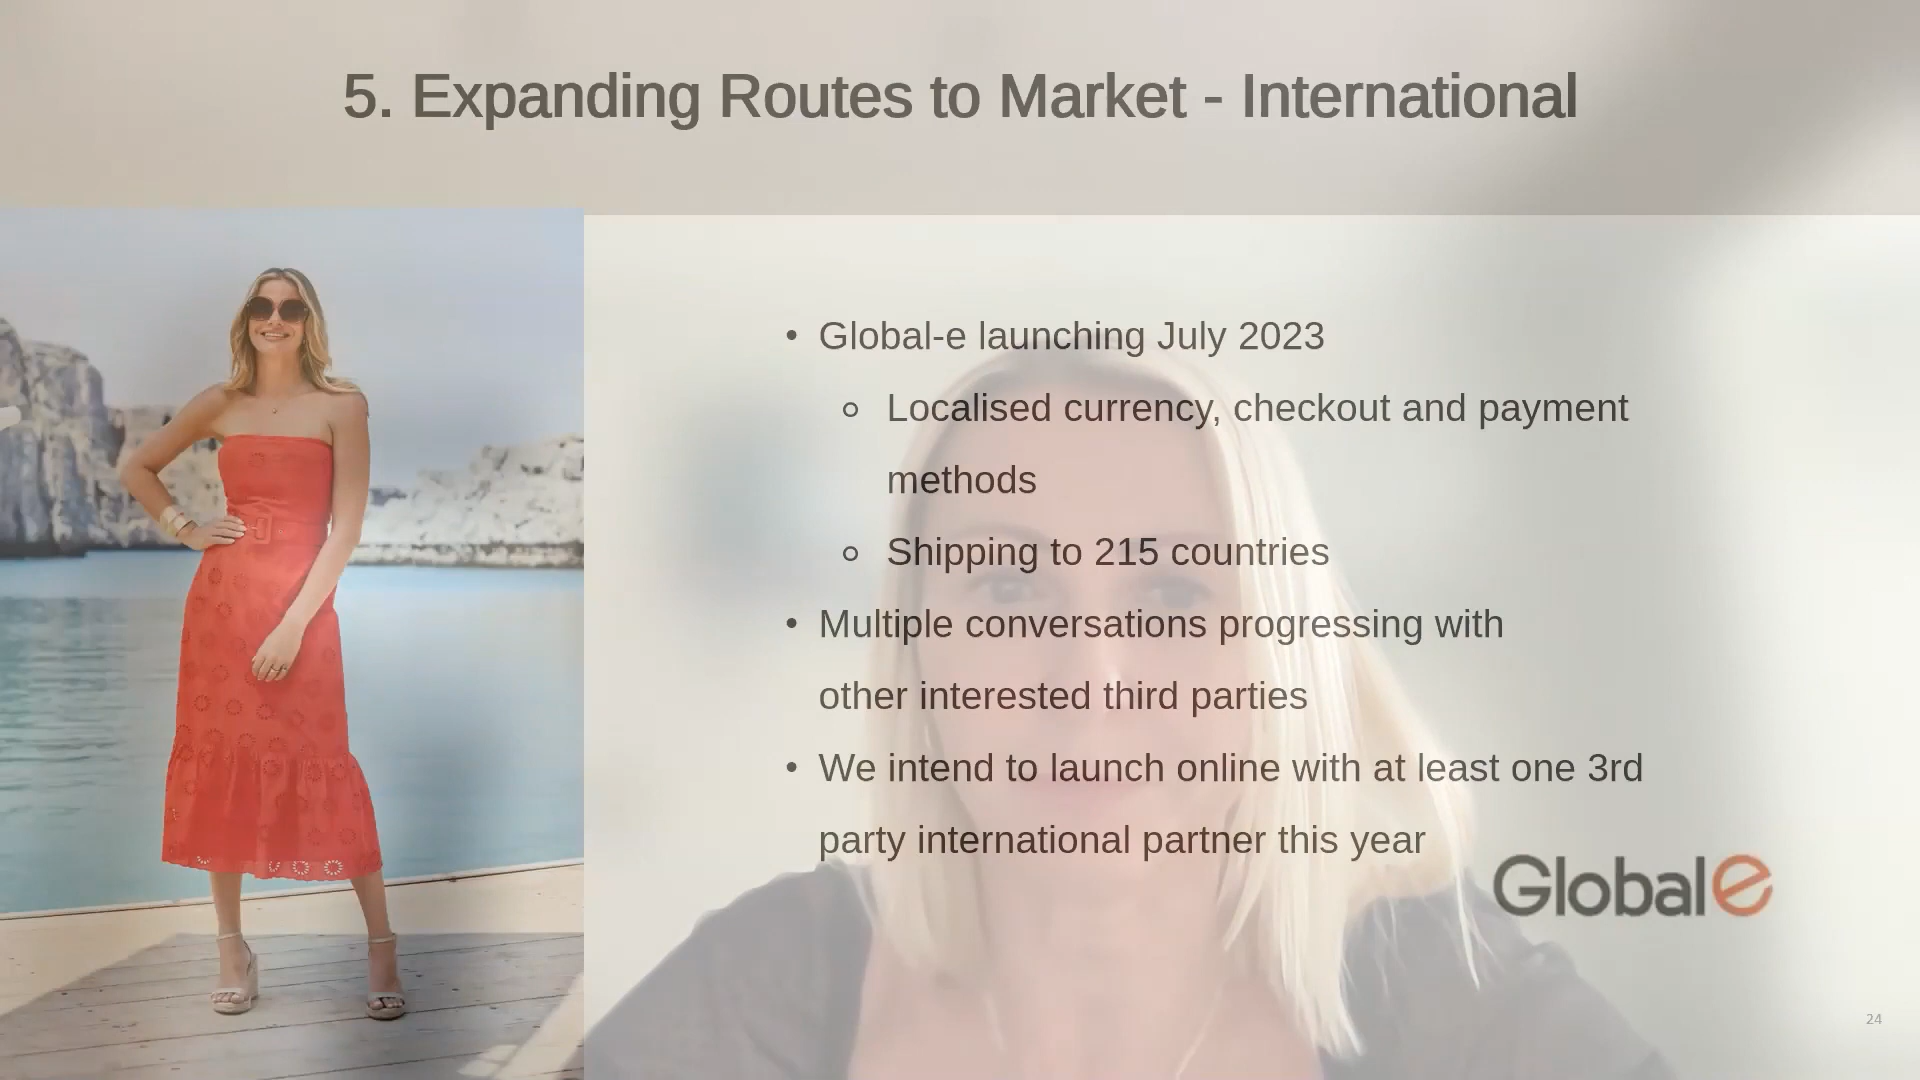 5. Expanding Routes to Market - International
• Global-e launching July 2023
Localised currency, checkout and payment
methods
Shipping to 215 countries
• Multiple conversations progressing with
other interested third parties
• We intend to launch online with at least one 3rd
party international partner this year
Globale
24